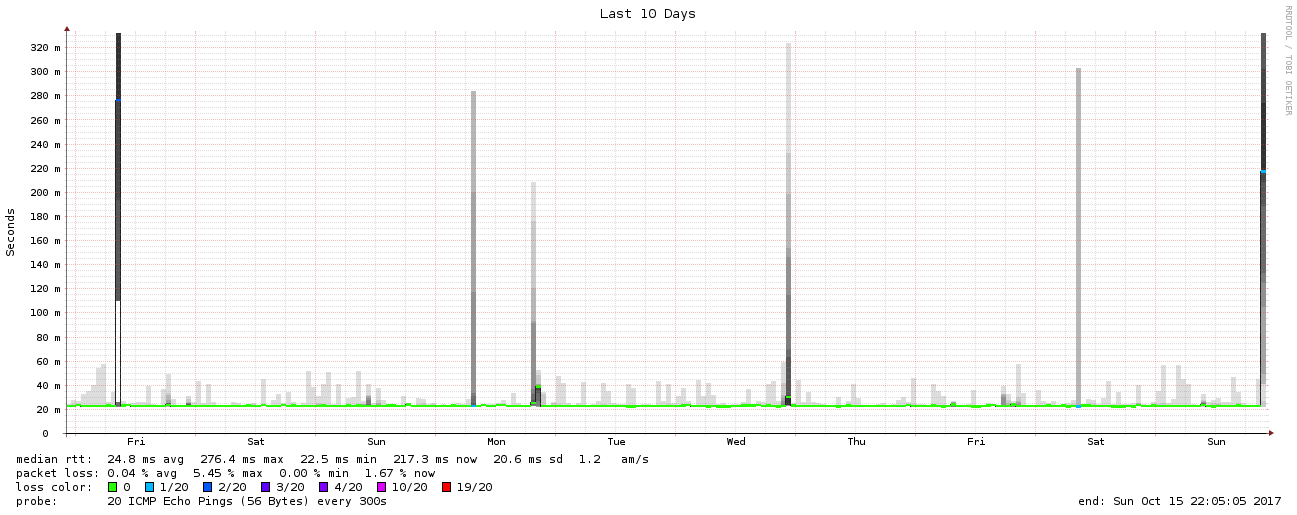 Last 10 Days
RRDTOOL / TOBI OETIKER
Seconds
320 m
300 m
280 m
260 m
240 m
220 m
200 m
180 m
160 m
140 m
120 m
100 m
80 m
60 m
40 m
20 m
0
Fri Sat Sun Mon Tue Wed Thu Fri Sat Sun
median rtt: 24.8 ms avg 276.4 ms max 22.5 ms min 217.3 ms now 20.6 ms sd 1.2 am/s
packet loss: 0.04 % avg 5.45 % max 0.00 % min 1.67 % now
loss color: 0 1/20 2/20 3/20 4/20 10/20 19/20
probe: 20 ICMP Echo Pings (56 Bytes) every 300s end: Sun Oct 15 22:05:05 2017